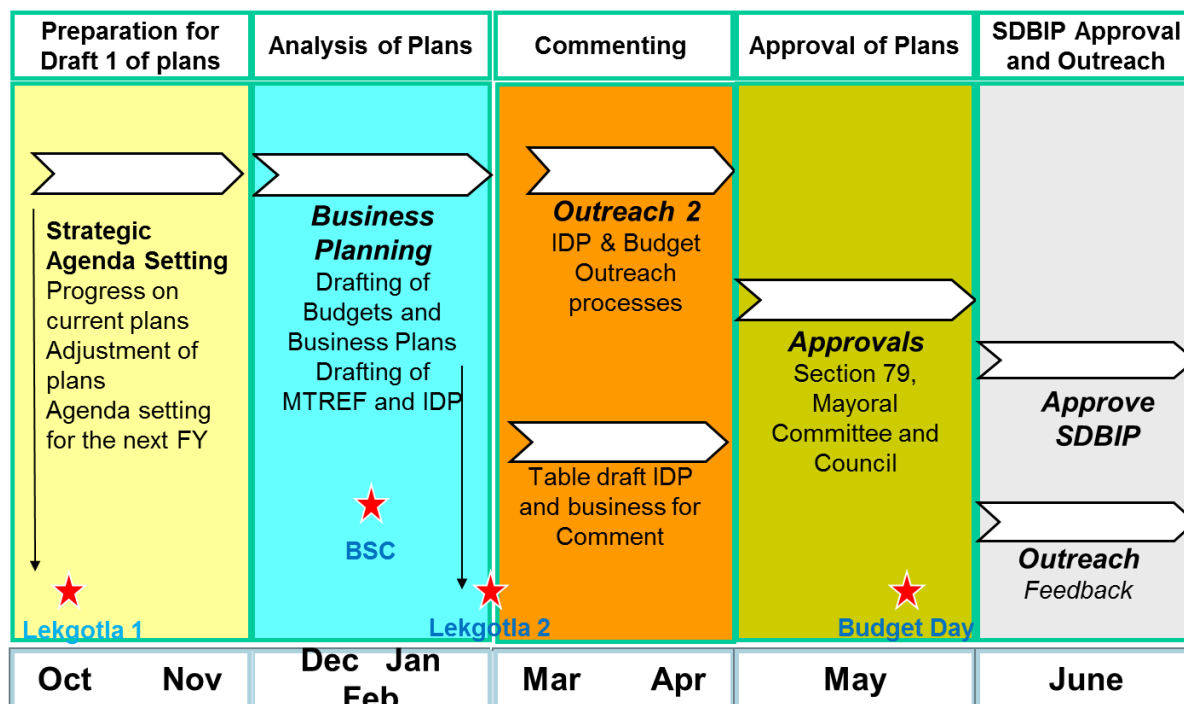 Preparation for
Draft 1 of plans
Analysis of Plans
Commenting
Approval of Plans
SDBIP Approval
and Outreach
Strategic
Agenda Setting
Progress on
current plans
Adjustment of
plans
Agenda setting
for the next FY
Lekgotla 1
Business
Planning
Drafting of
Budgets and
Business Plans
Drafting of
MTREF and IDP
BSC
Lekgotla 2
Outreach 2
IDP & Budget
Outreach
processes
Table draft IDP
and business for
Comment
Approvals
Section 79,
Mayoral
Committee and
Council
Budget Day
Approve
SDBIP
Outreach
Feedback
Oct Nov
Dec Jan
Feb
Mar Apr
May
June